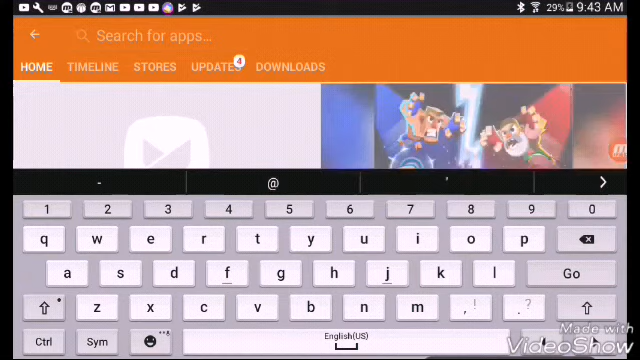 29% 9:43 AM
Search for apps...
HOME TIMELINE STORES UPDATES 4 DOWNLOADS
- @ ' >
1 2 3 4 5 6 7 8 9 0
q w e r t y u i o p
a s d f g h j k l Go
z x c v b n m , ! . ?
Ctrl Sym English(US)
Made with
VideoShow